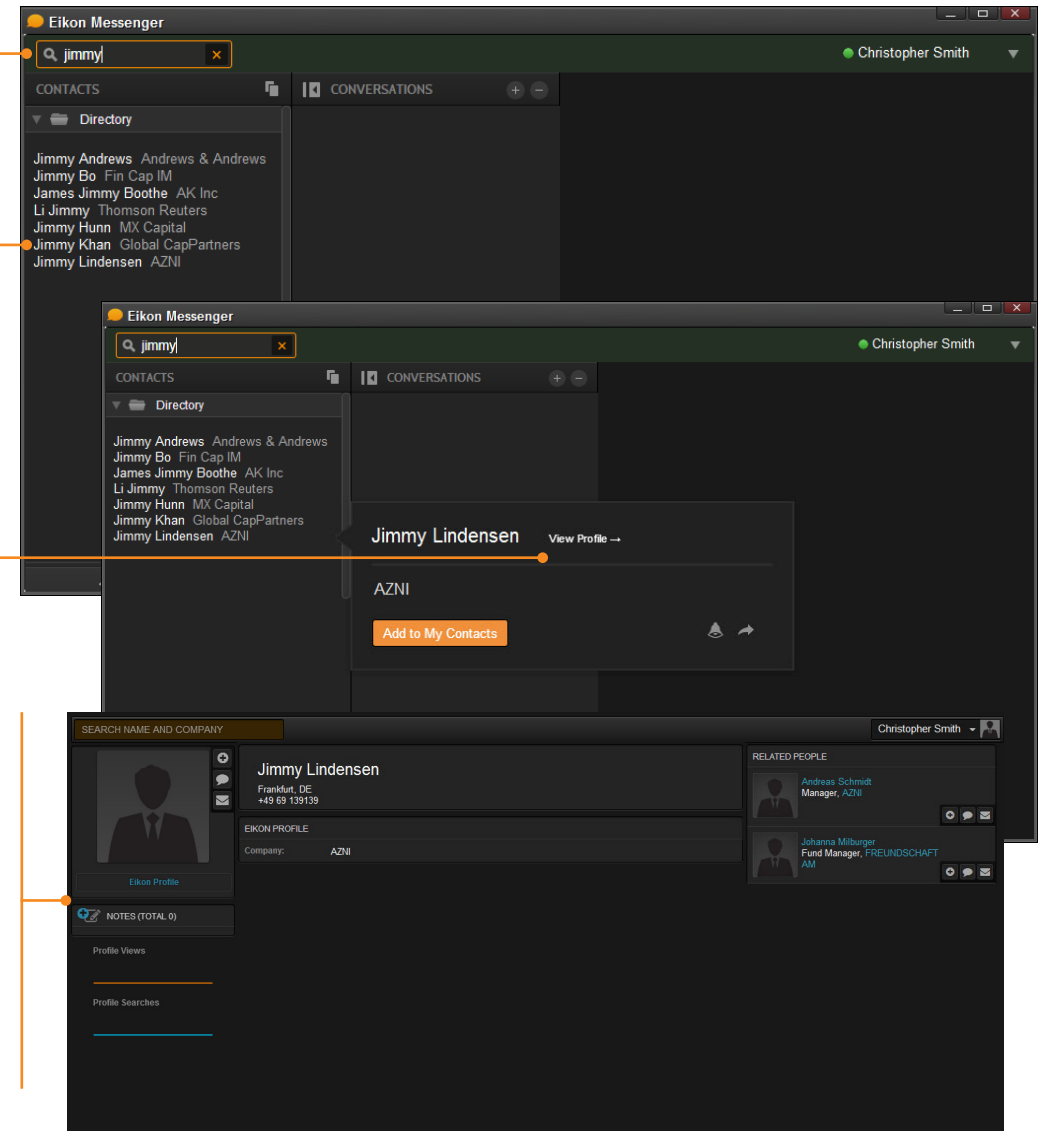 Eikon Messenger
jimmy
Christopher Smith
CONTACTS
CONVERSATIONS
Directory
Jimmy Andrews Andrews & Andrews
Jimmy Bo Fin Cap IM
James Jimmy Boothe AK Inc
Li Jimmy Thomson Reuters
Jimmy Hunn MX Capital
Jimmy Khan Global CapPartners
Jimmy Lindensen AZNI
Eikon Messenger
jimmy
Christopher Smith
CONTACTS
CONVERSATIONS
Directory
Jimmy Andrews Andrews & Andrews
Jimmy Bo Fin Cap IM
James Jimmy Boothe AK Inc
Li Jimmy Thomson Reuters
Jimmy Hunn MX Capital
Jimmy Khan Global CapPartners
Jimmy Lindensen AZNI
Jimmy Lindensen View Profile →
AZNI
Add to My Contacts
SEARCH NAME AND COMPANY
Christopher Smith
Jimmy Lindensen
Frankfurt, DE
+49 69 139139
EIKON PROFILE
Company: AZNI
Eikon Profile
NOTES (TOTAL 0)
Profile Views
Profile Searches
RELATED PEOPLE
Andreas Schmidt
Manager, AZNI
Johanna Milburger
Fund Manager, FREUNDSCHAFT
AM